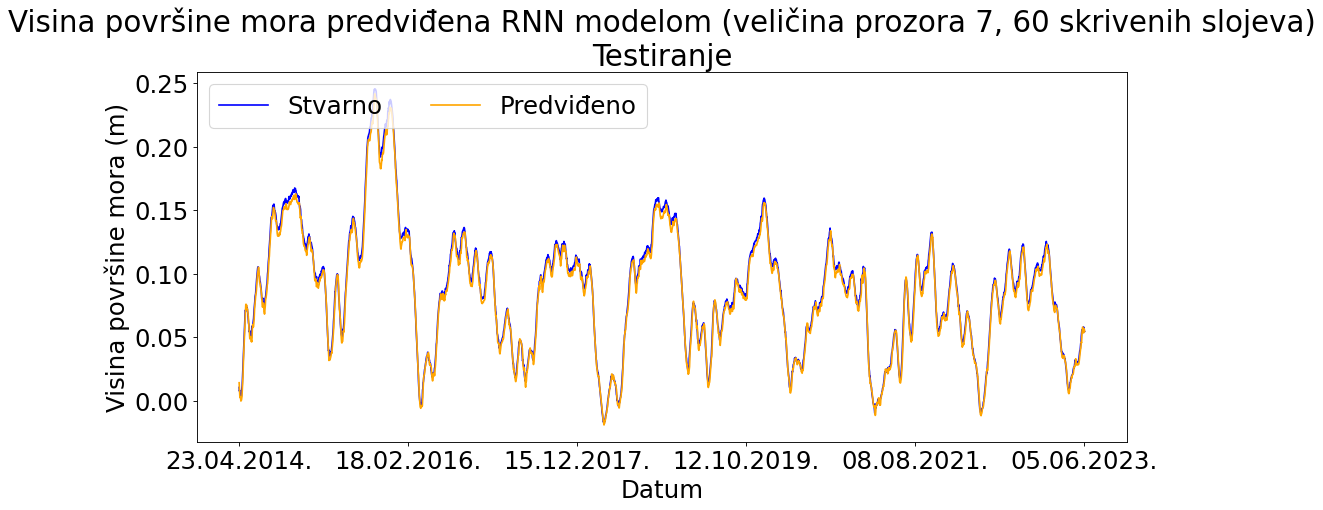 Visina površine mora predviđena RNN modelom (veličina prozora 7, 60 skrivenih slojeva)
Testiranje
Stvarno Predviđeno
Visina površine mora (m)
0.25
0.20
0.15
0.10
0.05
0.00
23.04.2014. 18.02.2016. 15.12.2017. 12.10.2019. 08.08.2021. 05.06.2023.
Datum